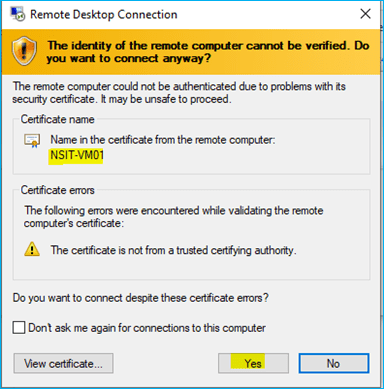 Remote Desktop Connection
The identity of the remote computer cannot be verified. Do
you want to connect anyway?
The remote computer could not be authenticated due to problems with its
security certificate. It may be unsafe to proceed.
Certificate name
Name in the certificate from the remote computer:
NSIT-VM01
Certificate errors
The following errors were encountered while validating the remote
computer's certificate:
The certificate is not from a trusted certifying authority.
Do you want to connect despite these certificate errors?
Don't ask me again for connections to this computer
View certificate... Yes No